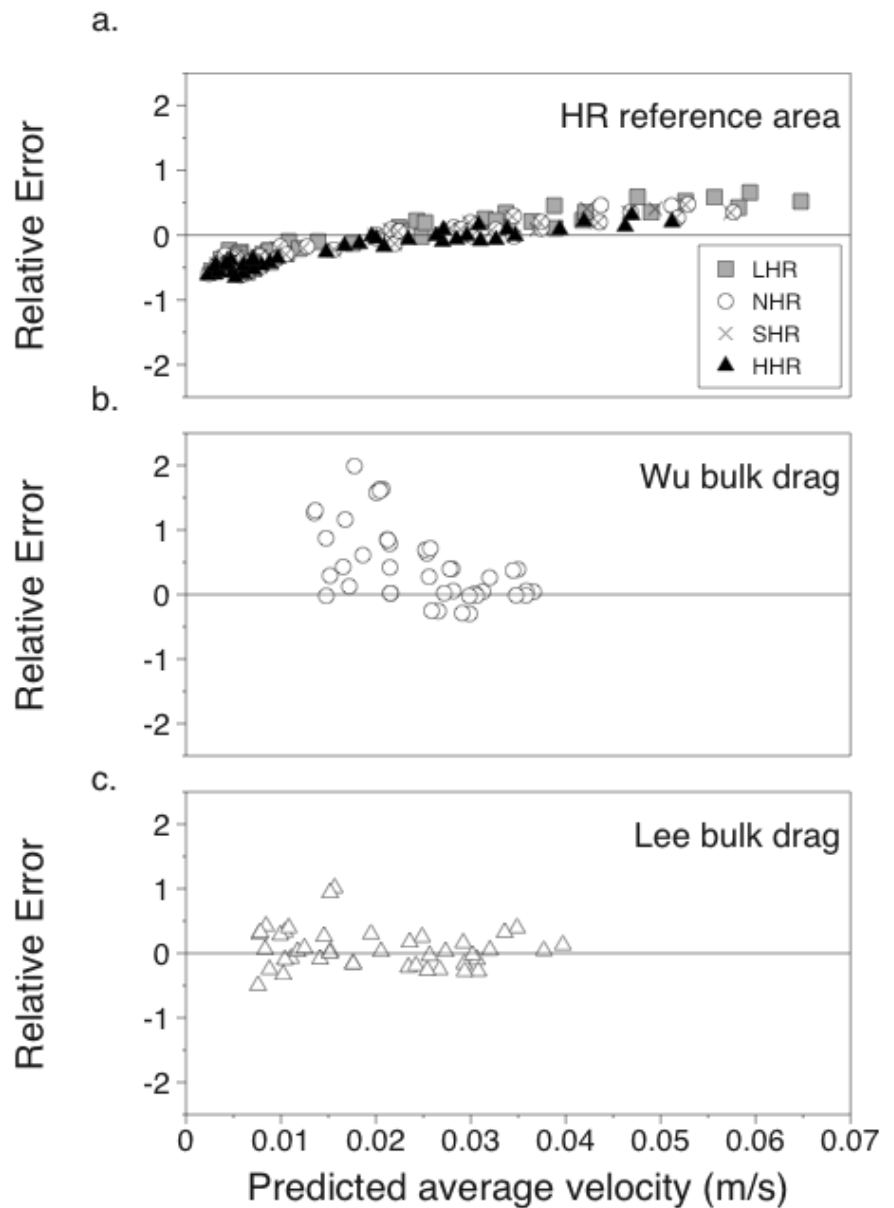 a.
Relative Error
2
1
0
-1
-2
HR reference area
LHR
NHR
SHR
HHR
b.
Relative Error
2
1
0
-1
-2
Wu bulk drag
c.
Relative Error
2
1
0
-1
-2
Lee bulk drag
0 0.01 0.02 0.03 0.04 0.05 0.06 0.07
Predicted average velocity (m/s)